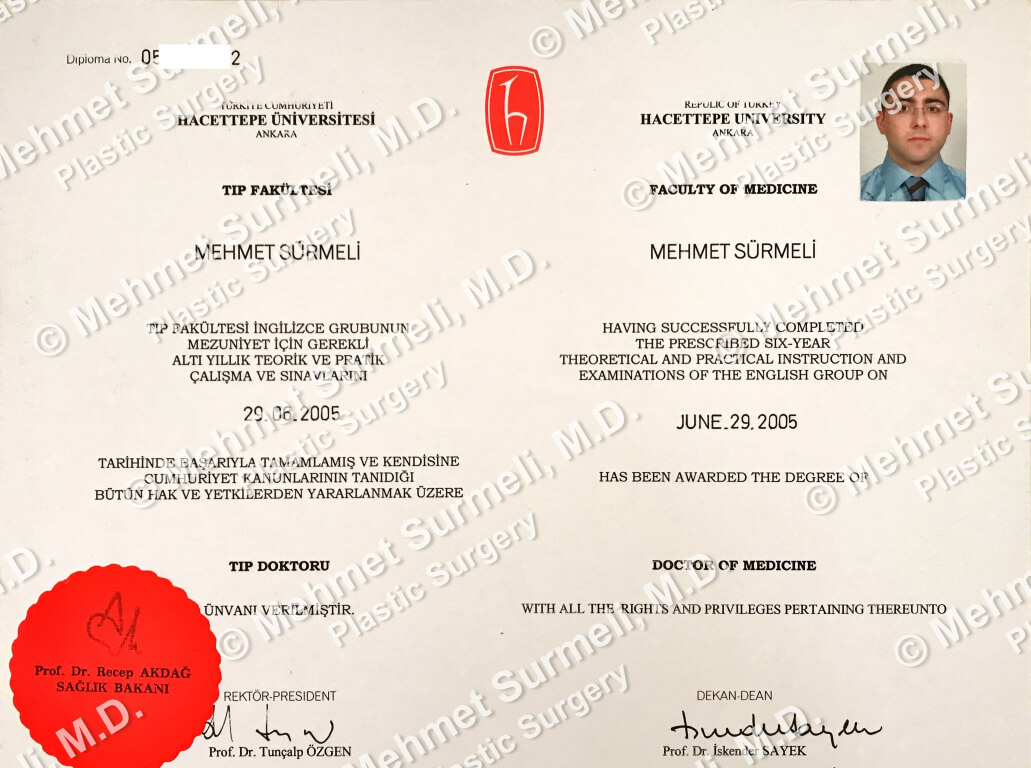 Diploma No. 05 2
TÜRKİYE CUMHURİYETİ
HACETTEPE ÜNİVERSİTESİ
ANKARA
TIP FAKÜLTESİ
MEHMET SÜRMELİ
TIP FAKÜLTESİ İNGİLİZCE GRUBUNUN
MEZUNİYET İÇİN GEREKLİ
ALTI YILLIK TEORİK VE PRATİK
ÇALIŞMA VE SINAVLARINI
29.06.2005
TARİHİNDE BAŞARIYLA TAMAMLAMIŞ VE KENDİSİNE
CUMHURİYET KANUNLARININ TANIDIĞI
BÜTÜN HAK VE YETKİLERDEN YARARLANMAK ÜZERE
TIP DOKTORU
ÜNVANI VERİLMİŞTİR.
Prof. Dr. Recep AKDAĞ
SAĞLIK BAKANI
REKTÖR-PRESIDENT
Prof. Dr. Tunçalp ÖZGEN
REPULIC OF TURKEY
HACETTEPE UNIVERSITY
ANKARA
FACULTY OF MEDICINE
MEHMET SÜRMELİ
HAVING SUCCESSFULLY COMPLETED
THE PRESCRIBED SIX-YEAR
THEORETICAL AND PRACTICAL INSTRUCTION AND
EXAMINATIONS OF THE ENGLISH GROUP ON
JUNE.29.2005
HAS BEEN AWARDED THE DEGREE OF
DOCTOR OF MEDICINE
WITH ALL THE RIGHTS AND PRIVILEGES PERTAINING THEREUNTO
DEKAN-DEAN
Prof. Dr. İskender SAYEK
© Mehmet Surmeli, M.D.
Plastic Surgery